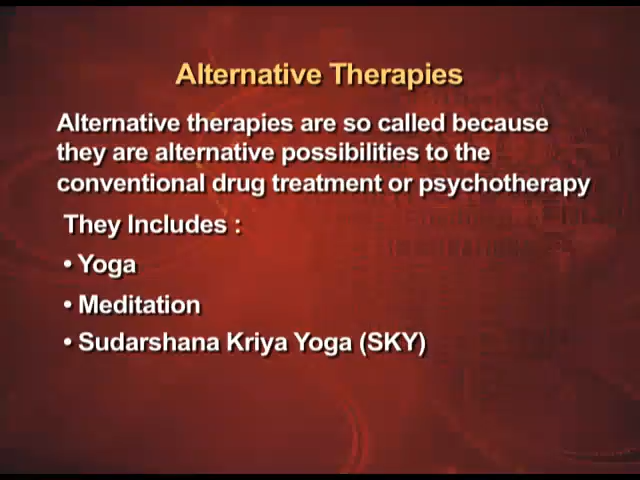 Alternative Therapies
Alternative therapies are so called because
they are alternative possibilities to the
conventional drug treatment or psychotherapy
They Includes :
• Yoga
• Meditation
• Sudarshana Kriya Yoga (SKY)